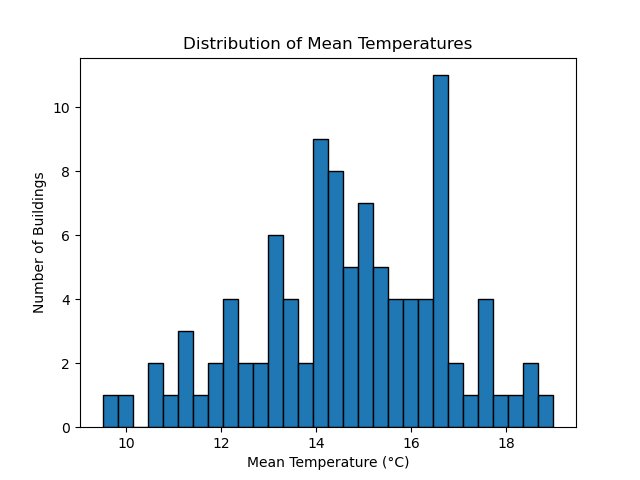 Distribution of Mean Temperatures
10
8
6
4
2
0
Number of Buildings
10 12 14 16 18
Mean Temperature (°C)